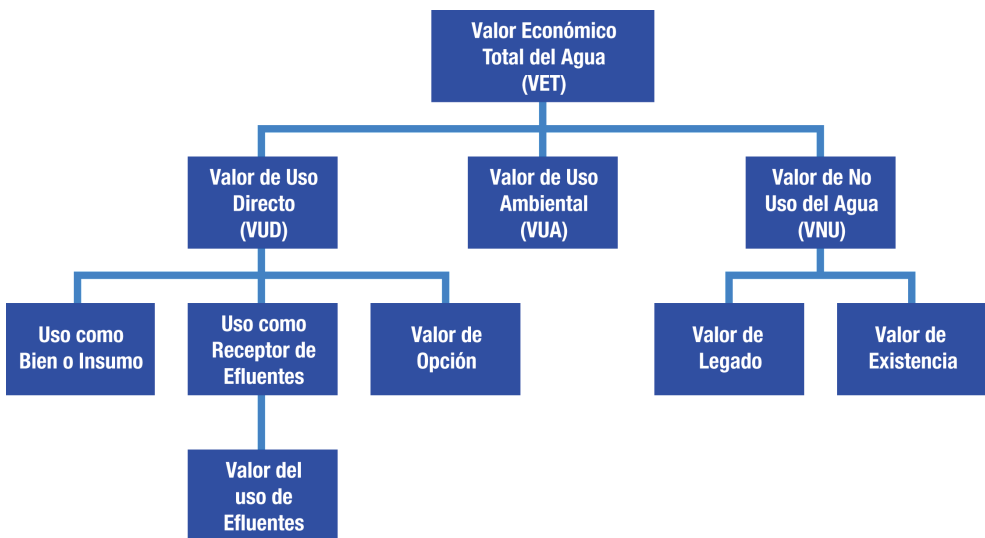 Valor Económico
Total del Agua
(VET)
Valor de Uso
Directo
(VUD)
Valor de Uso
Ambiental
(VUA)
Valor de No
Uso del Agua
(VNU)
Uso como
Bien o Insumo
Uso como
Receptor de
Efluentes
Valor de
Opción
Valor de
Legado
Valor de
Existencia
Valor del
uso de
Efluentes